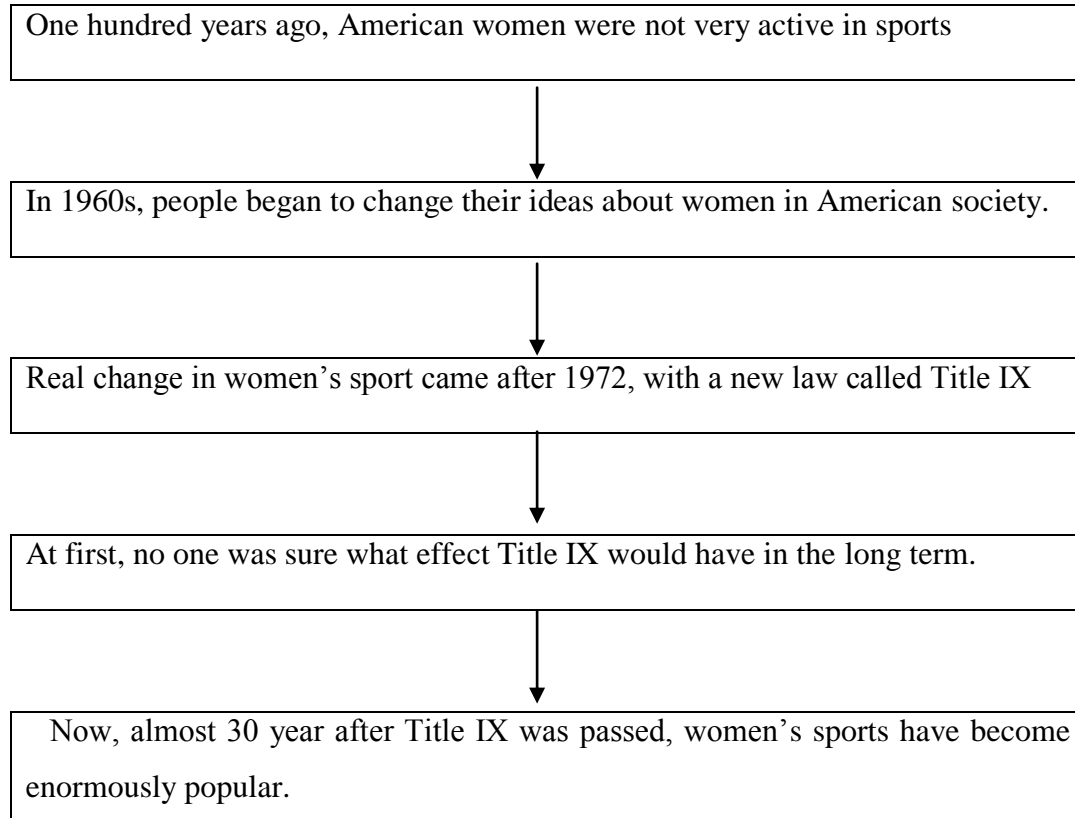 One hundred years ago, American women were not very active in sports
In 1960s, people began to change their ideas about women in American society.
Real change in women’s sport came after 1972, with a new law called Title IX
At first, no one was sure what effect Title IX would have in the long term.
Now, almost 30 year after Title IX was passed, women’s sports have become
enormously popular.